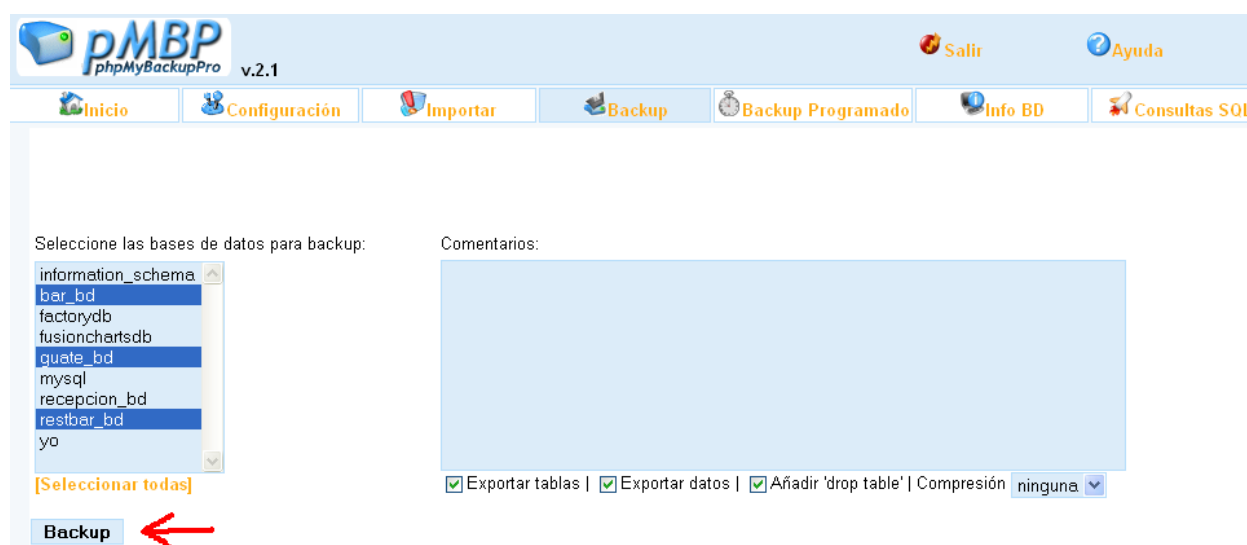 pMBP
phpMyBackupPro v.2.1
Salir
Ayuda
Inicio
Configuración
Importar
Backup
Backup Programado
Info BD
Consultas SQL
Seleccione las bases de datos para backup:
Comentarios:
information_schema
bar_bd
factorydb
fusionchartsdb
guate_bd
mysql
recepcion_bd
restbar_bd
yo
[Seleccionar todas]
Exportar tablas | Exportar datos | Añadir 'drop table' | Compresión ninguna
Backup